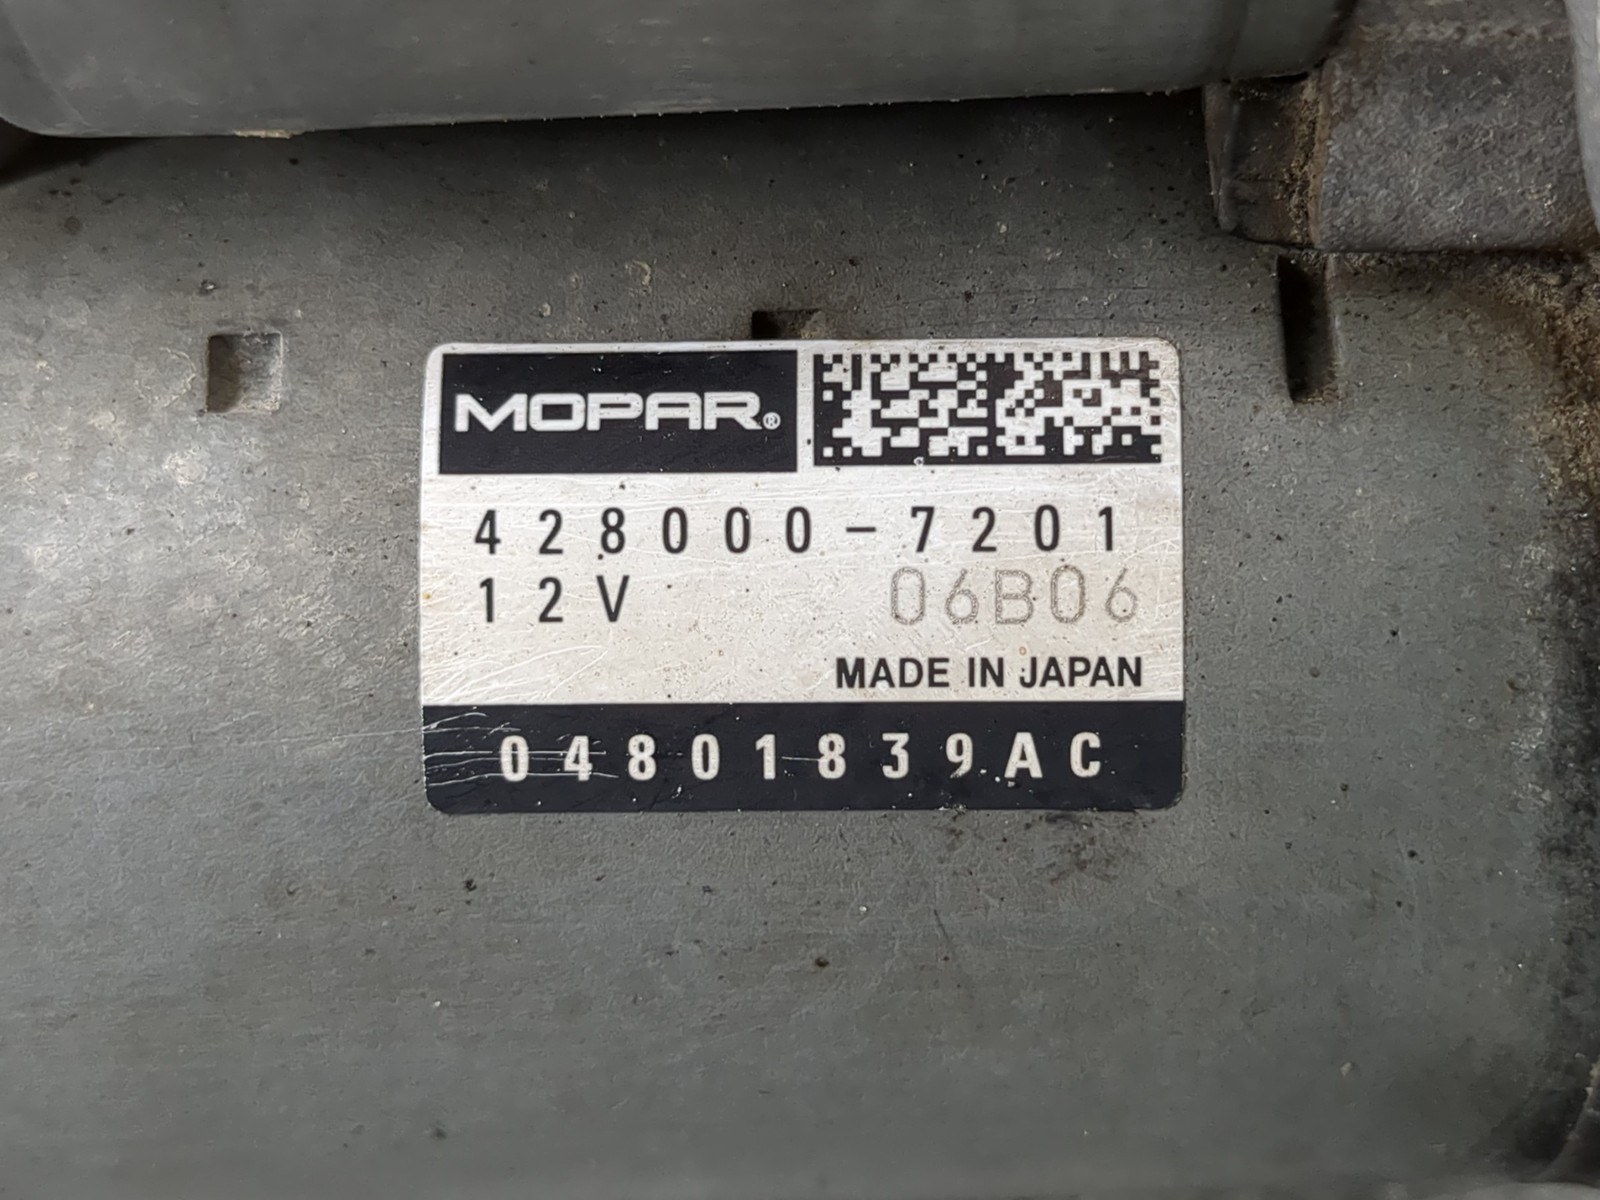 MOPAR®
428000-7201
12V 06B06
MADE IN JAPAN
04801839AC